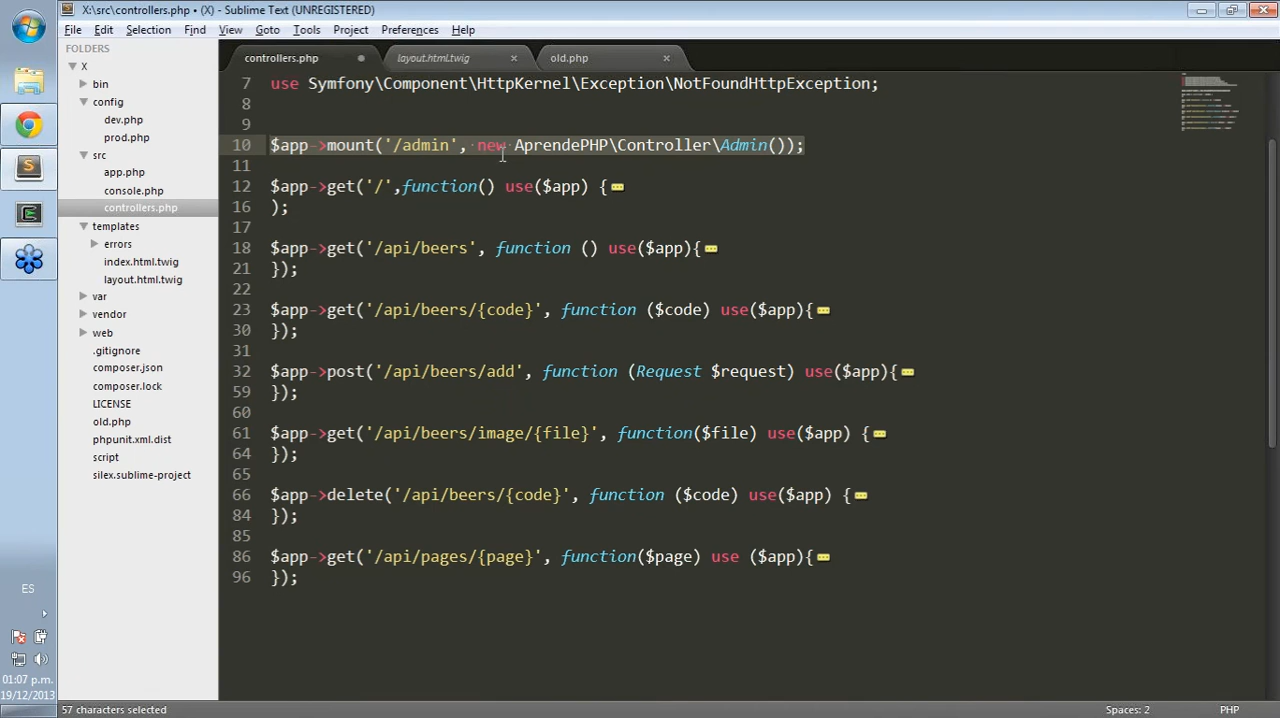 X:\src\controllers.php • (X) - Sublime Text (UNREGISTERED)
File Edit Selection Find View Goto Tools Project Preferences Help
FOLDERS
X
bin
config
dev.php
prod.php
src
app.php
console.php
controllers.php
templates
errors
index.html.twig
layout.html.twig
var
vendor
web
.gitignore
composer.json
composer.lock
LICENSE
old.php
phpunit.xml.dist
script
silex.sublime-project
controllers.php layout.html.twig old.php
7 use Symfony\Component\HttpKernel\Exception\NotFoundHttpException;
8
9
10 $app->mount('/admin', new AprendePHP\Controller\Admin());
11
12 $app->get('/',function() use($app) {
16 );
17
18 $app->get('/api/beers', function () use($app){
21 });
22
23 $app->get('/api/beers/{code}', function ($code) use($app){
30 });
31
32 $app->post('/api/beers/add', function (Request $request) use($app){
59 });
60
61 $app->get('/api/beers/image/{file}', function($file) use($app) {
64 });
65
66 $app->delete('/api/beers/{code}', function ($code) use($app) {
84 });
85
86 $app->get('/api/pages/{page}', function($page) use ($app){
96 });
ES
01:07 p.m.
19/12/2013
57 characters selected
Spaces: 2
PHP